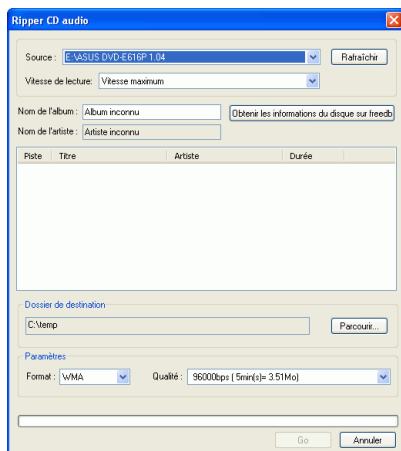 Ripper CD audio
Source : E:\ASUS DVD-E616P 1.04 Rafraîchir
Vitesse de lecture: Vitesse maximum
Nom de l'album : Album inconnu Obtenir les informations du disque sur freedb
Nom de l'artiste : Artiste inconnu
Piste Titre Artiste Durée
Dossier de destination
C:\temp Parcourir...
Paramètres
Format : WMA Qualité : 96000bps ( 5min(s)= 3.51Mo)
Go Annuler